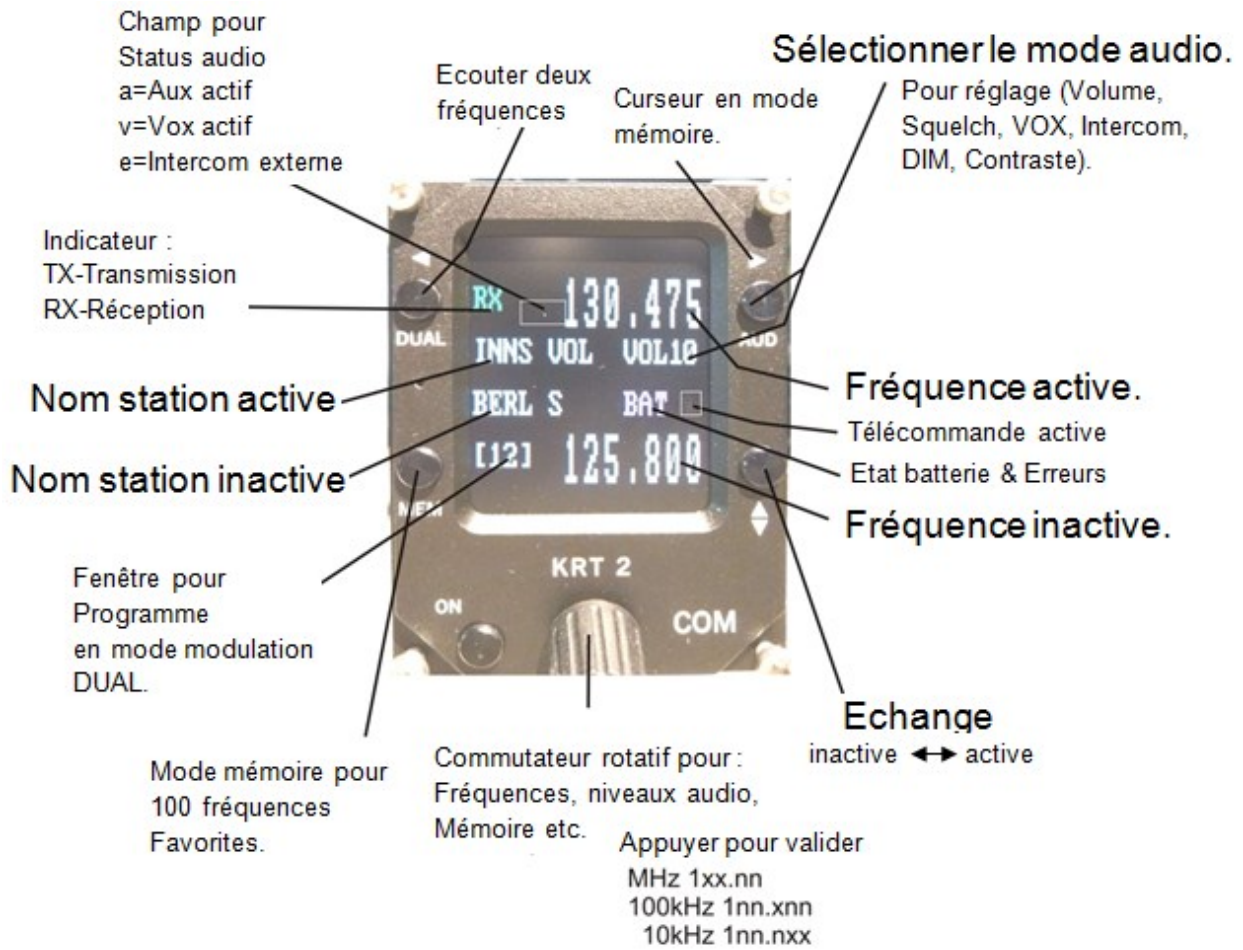 Champ pour
Status audio
a=Aux actif
v=Vox actif
e=Intercom externe
Ecouter deux
fréquences
Curseur en mode
mémoire.
Sélectionner le mode audio.
Pour réglage (Volume,
Squelch, VOX, Intercom,
DIM, Contraste).
Indicateur :
TX-Transmission
RX-Réception
Nom station active
Nom station inactive
RX 130.475
DUAL
AUD
INNS VOL VOL10
BERL S BAT
[12] 125.800
MEM
KRT 2
ON
COM
Fréquence active.
Télécommande active
Etat batterie & Erreurs
Fréquence inactive.
Fenêtre pour
Programme
en mode modulation
DUAL.
Mode mémoire pour
100 fréquences
Favorites.
Commutateur rotatif pour :
Fréquences, niveaux audio,
Mémoire etc.
Appuyer pour valider
MHz 1xx.nn
100kHz 1nn.xnn
10kHz 1nn.nxx
Echange
inactive ◄─► active